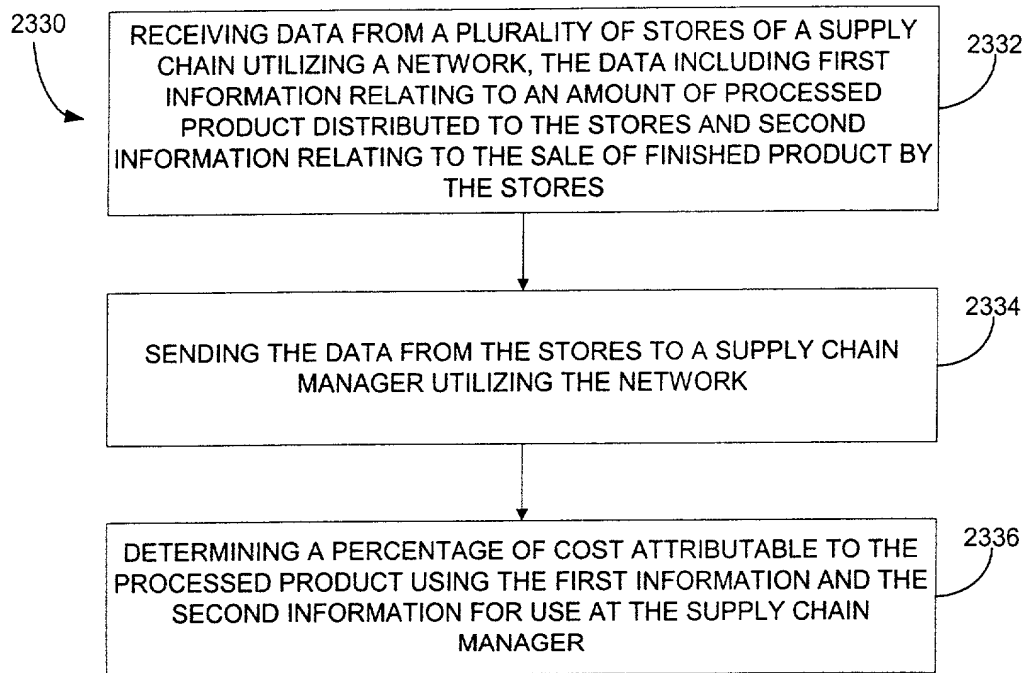 2330
RECEIVING DATA FROM A PLURALITY OF STORES OF A SUPPLY
CHAIN UTILIZING A NETWORK, THE DATA INCLUDING FIRST
INFORMATION RELATING TO AN AMOUNT OF PROCESSED
PRODUCT DISTRIBUTED TO THE STORES AND SECOND
INFORMATION RELATING TO THE SALE OF FINISHED PRODUCT BY
THE STORES
2332
SENDING THE DATA FROM THE STORES TO A SUPPLY CHAIN
MANAGER UTILIZING THE NETWORK
2334
DETERMINING A PERCENTAGE OF COST ATTRIBUTABLE TO THE
PROCESSED PRODUCT USING THE FIRST INFORMATION AND THE
SECOND INFORMATION FOR USE AT THE SUPPLY CHAIN
MANAGER
2336